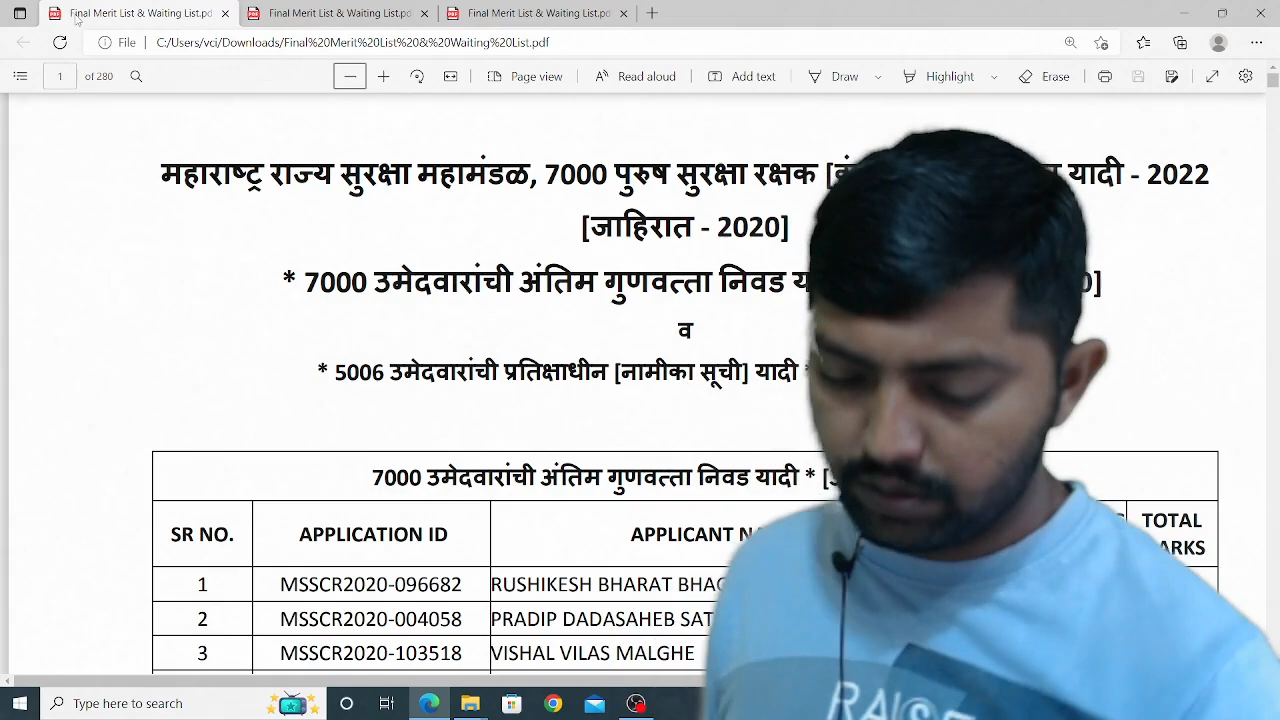 Final Merit List & Waiting List.pd
Final Merit List & Waiting List.pd
Final Merit List & Waiting List.pd
File C:/Users/vci/Downloads/Final%20Merit%20List%20&%20Waiting%20List.pdf
1 of 280 Page view Read aloud Add text Draw Highlight Erase
महाराष्ट्र राज्य सुरक्षा महामंडळ, 7000 पुरुष सुरक्षा रक्षक यादी - 2022
[जाहिरात - 2020]
* 7000 उमेदवारांची अंतिम गुणवत्ता निवड
व
* 5006 उमेदवारांची प्रतिक्षाधीन [नामीका सूची] यादी
7000 उमेदवारांची अंतिम गुणवत्ता निवड यादी *
SR NO. APPLICATION ID APPLICANT TOTAL
1 MSSCR2020-096682 RUSHIKESH BHARAT
2 MSSCR2020-004058 PRADIP DADASAHEB
3 MSSCR2020-103518 VISHAL VILAS MALGHE
Type here to search